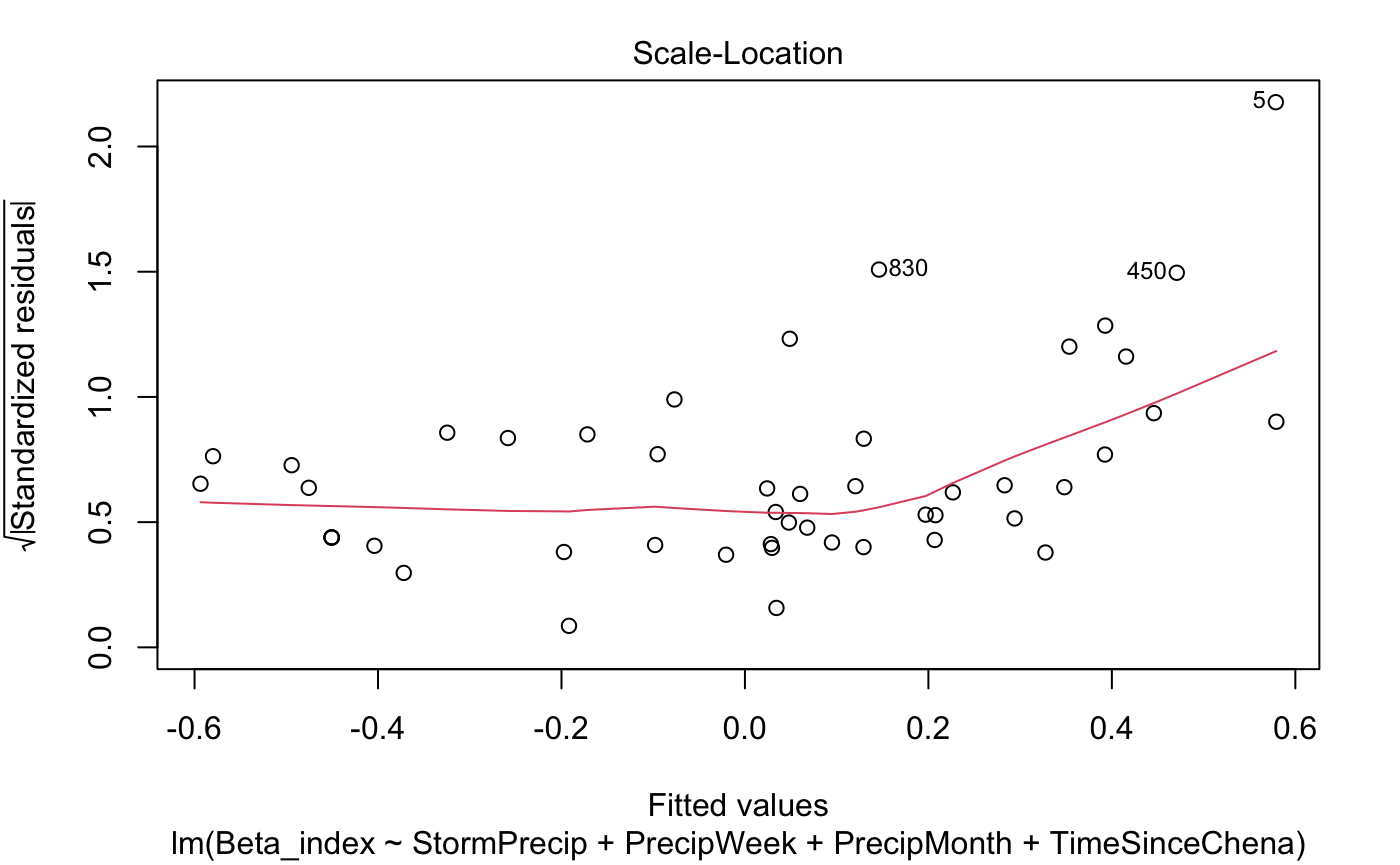 Scale-Location
√|Standardized residuals|
2.0
1.5
1.0
0.5
0.0
5
830
450
-0.6 -0.4 -0.2 0.0 0.2 0.4 0.6
Fitted values
lm(Beta_index ~ StormPrecip + PrecipWeek + PrecipMonth + TimeSinceChena)